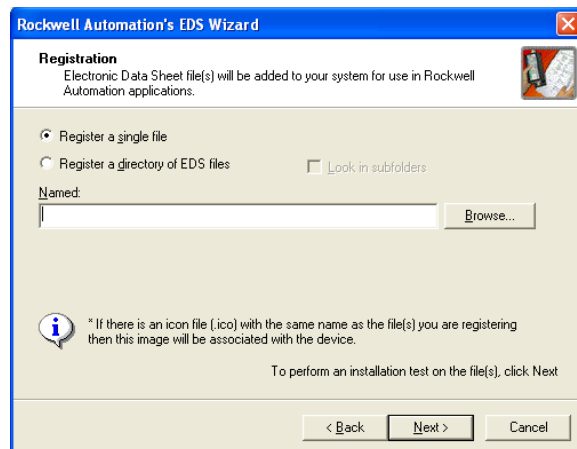 Rockwell Automation's EDS Wizard
Registration
Electronic Data Sheet file(s) will be added to your system for use in Rockwell
Automation applications.
Register a single file
Register a directory of EDS files
Look in subfolders
Named:
Browse...
* If there is an icon file (.ico) with the same name as the file(s) you are registering
then this image will be associated with the device.
To perform an installation test on the file(s), click Next
< Back
Next >
Cancel